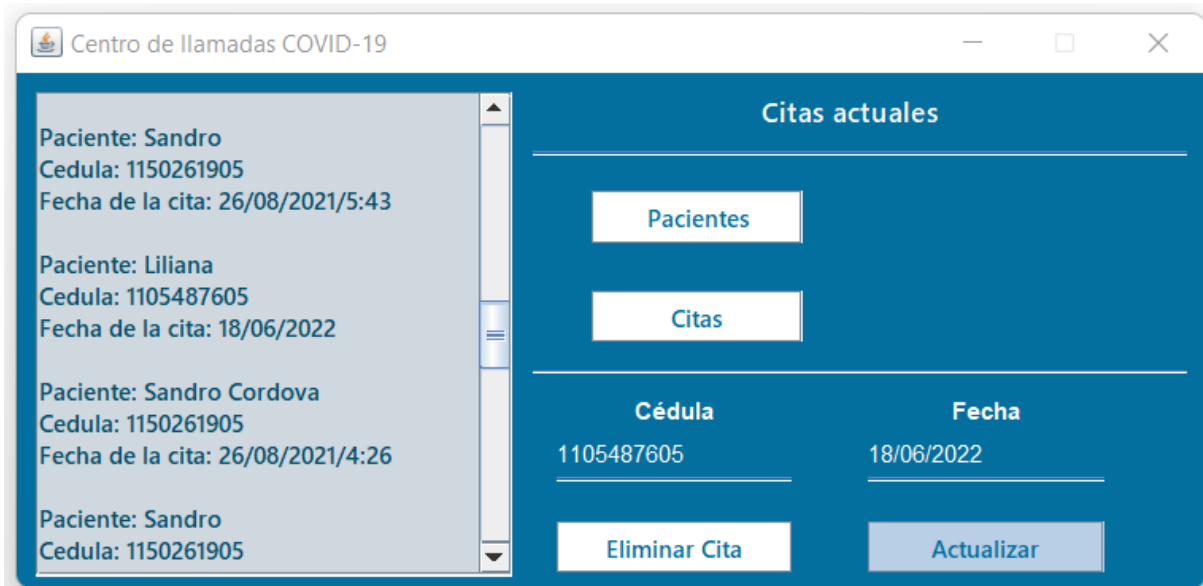 Centro de llamadas COVID-19
Paciente: Sandro
Cedula: 1150261905
Fecha de la cita: 26/08/2021/5:43
Paciente: Liliana
Cedula: 1105487605
Fecha de la cita: 18/06/2022
Paciente: Sandro Cordova
Cedula: 1150261905
Fecha de la cita: 26/08/2021/4:26
Paciente: Sandro
Cedula: 1150261905
Citas actuales
Pacientes
Citas
Cédula
Fecha
1105487605
18/06/2022
Eliminar Cita
Actualizar